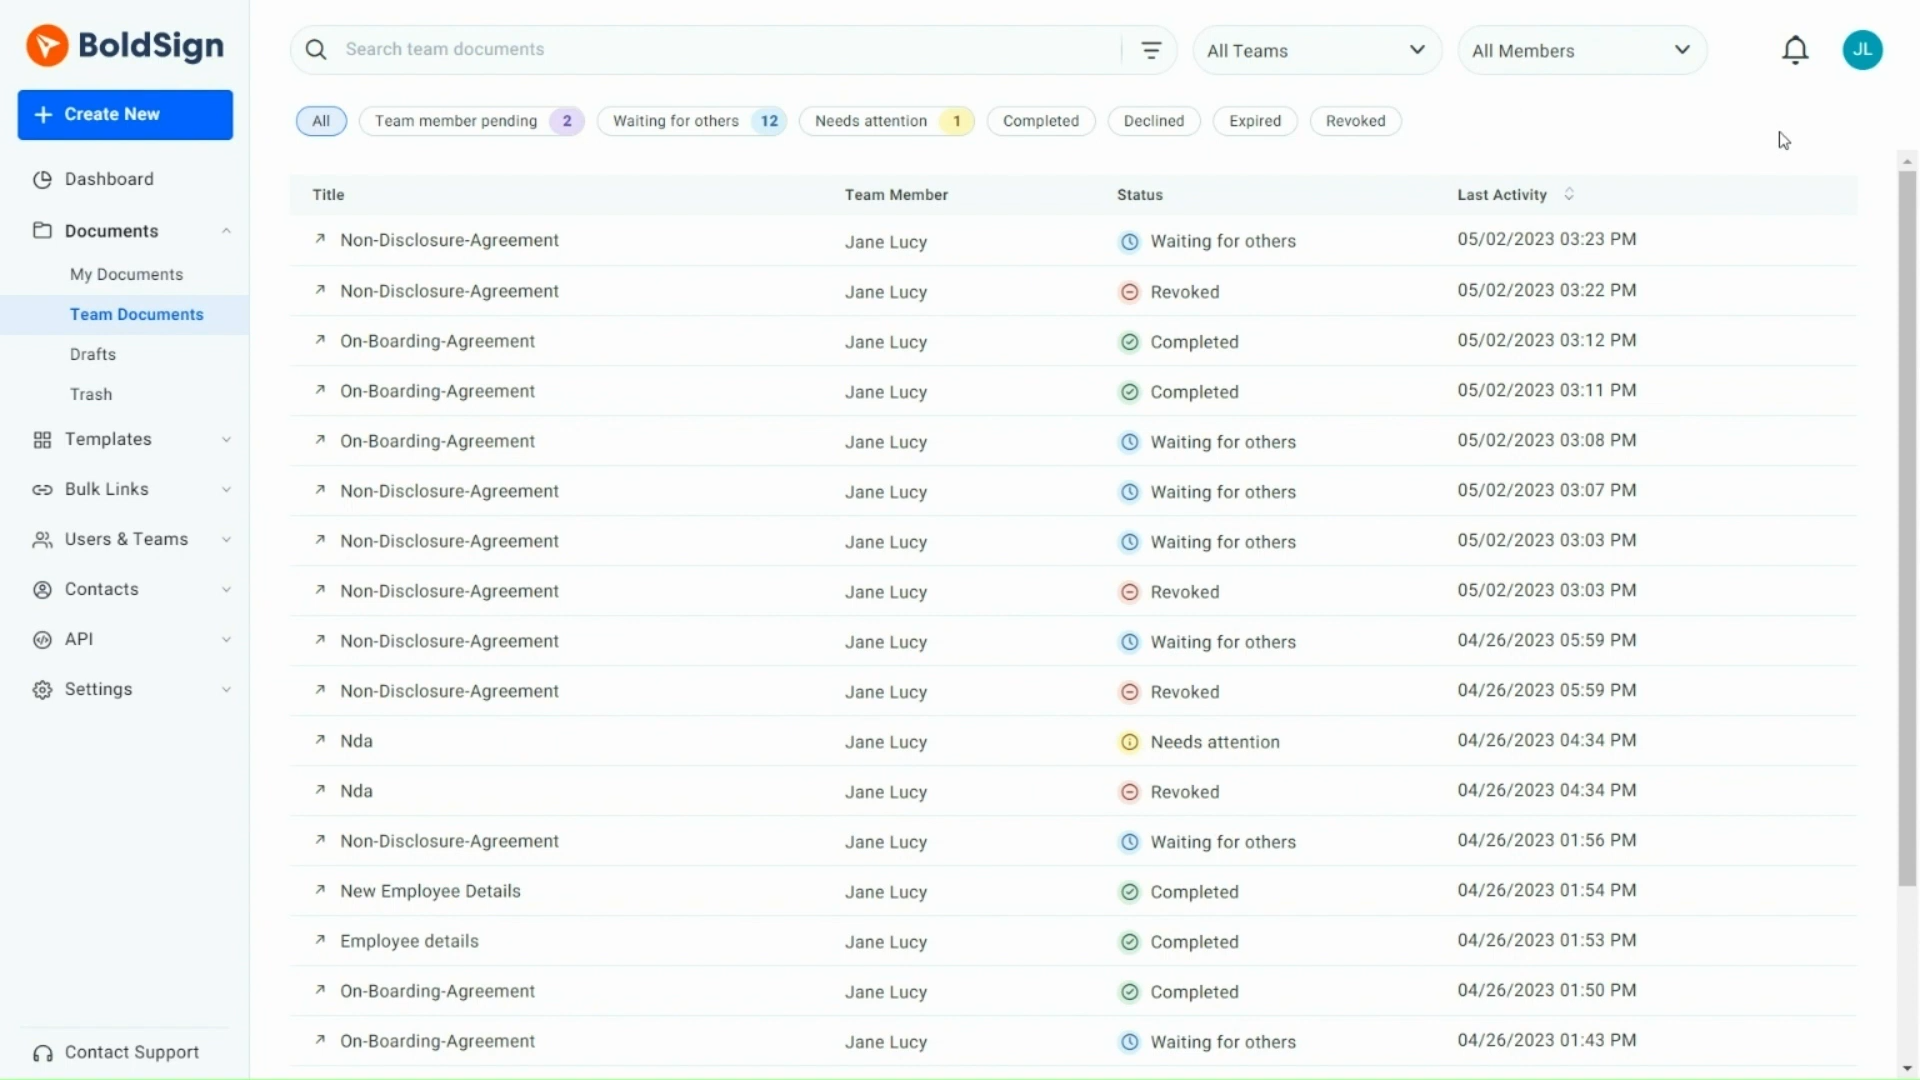 BoldSign
Search team documents
All Teams
All Members
JL
Create New
All
Team member pending 2
Waiting for others 12
Needs attention 1
Completed
Declined
Expired
Revoked
Dashboard
Documents
My Documents
Team Documents
Drafts
Trash
Templates
Bulk Links
Users & Teams
Contacts
API
Settings
Contact Support
Title Team Member Status Last Activity
Non-Disclosure-Agreement Jane Lucy Waiting for others 05/02/2023 03:23 PM
Non-Disclosure-Agreement Jane Lucy Revoked 05/02/2023 03:22 PM
On-Boarding-Agreement Jane Lucy Completed 05/02/2023 03:12 PM
On-Boarding-Agreement Jane Lucy Completed 05/02/2023 03:11 PM
On-Boarding-Agreement Jane Lucy Waiting for others 05/02/2023 03:08 PM
Non-Disclosure-Agreement Jane Lucy Waiting for others 05/02/2023 03:07 PM
Non-Disclosure-Agreement Jane Lucy Waiting for others 05/02/2023 03:03 PM
Non-Disclosure-Agreement Jane Lucy Revoked 05/02/2023 03:03 PM
Non-Disclosure-Agreement Jane Lucy Waiting for others 04/26/2023 05:59 PM
Non-Disclosure-Agreement Jane Lucy Revoked 04/26/2023 05:59 PM
Nda Jane Lucy Needs attention 04/26/2023 04:34 PM
Nda Jane Lucy Revoked 04/26/2023 04:34 PM
Non-Disclosure-Agreement Jane Lucy Waiting for others 04/26/2023 01:56 PM
New Employee Details Jane Lucy Completed 04/26/2023 01:54 PM
Employee details Jane Lucy Completed 04/26/2023 01:53 PM
On-Boarding-Agreement Jane Lucy Completed 04/26/2023 01:50 PM
On-Boarding-Agreement Jane Lucy Waiting for others 04/26/2023 01:43 PM